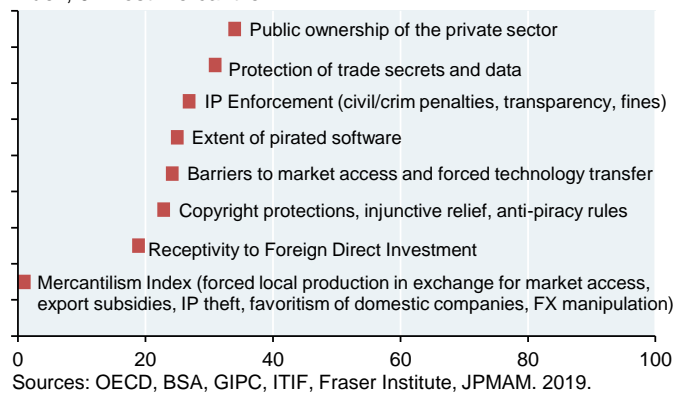 Public ownership of the private sector
Protection of trade secrets and data
IP Enforcement (civil/crim penalties, transparency, fines)
Extent of pirated software
Barriers to market access and forced technology transfer
Copyright protections, injunctive relief, anti-piracy rules
Receptivity to Foreign Direct Investment
Mercantilism Index (forced local production in exchange for market access,
export subsidies, IP theft, favoritism of domestic companies, FX manipulation)
0 20 40 60 80 100
Sources: OECD, BSA, GIPC, ITIF, Fraser Institute, JPMAM. 2019.